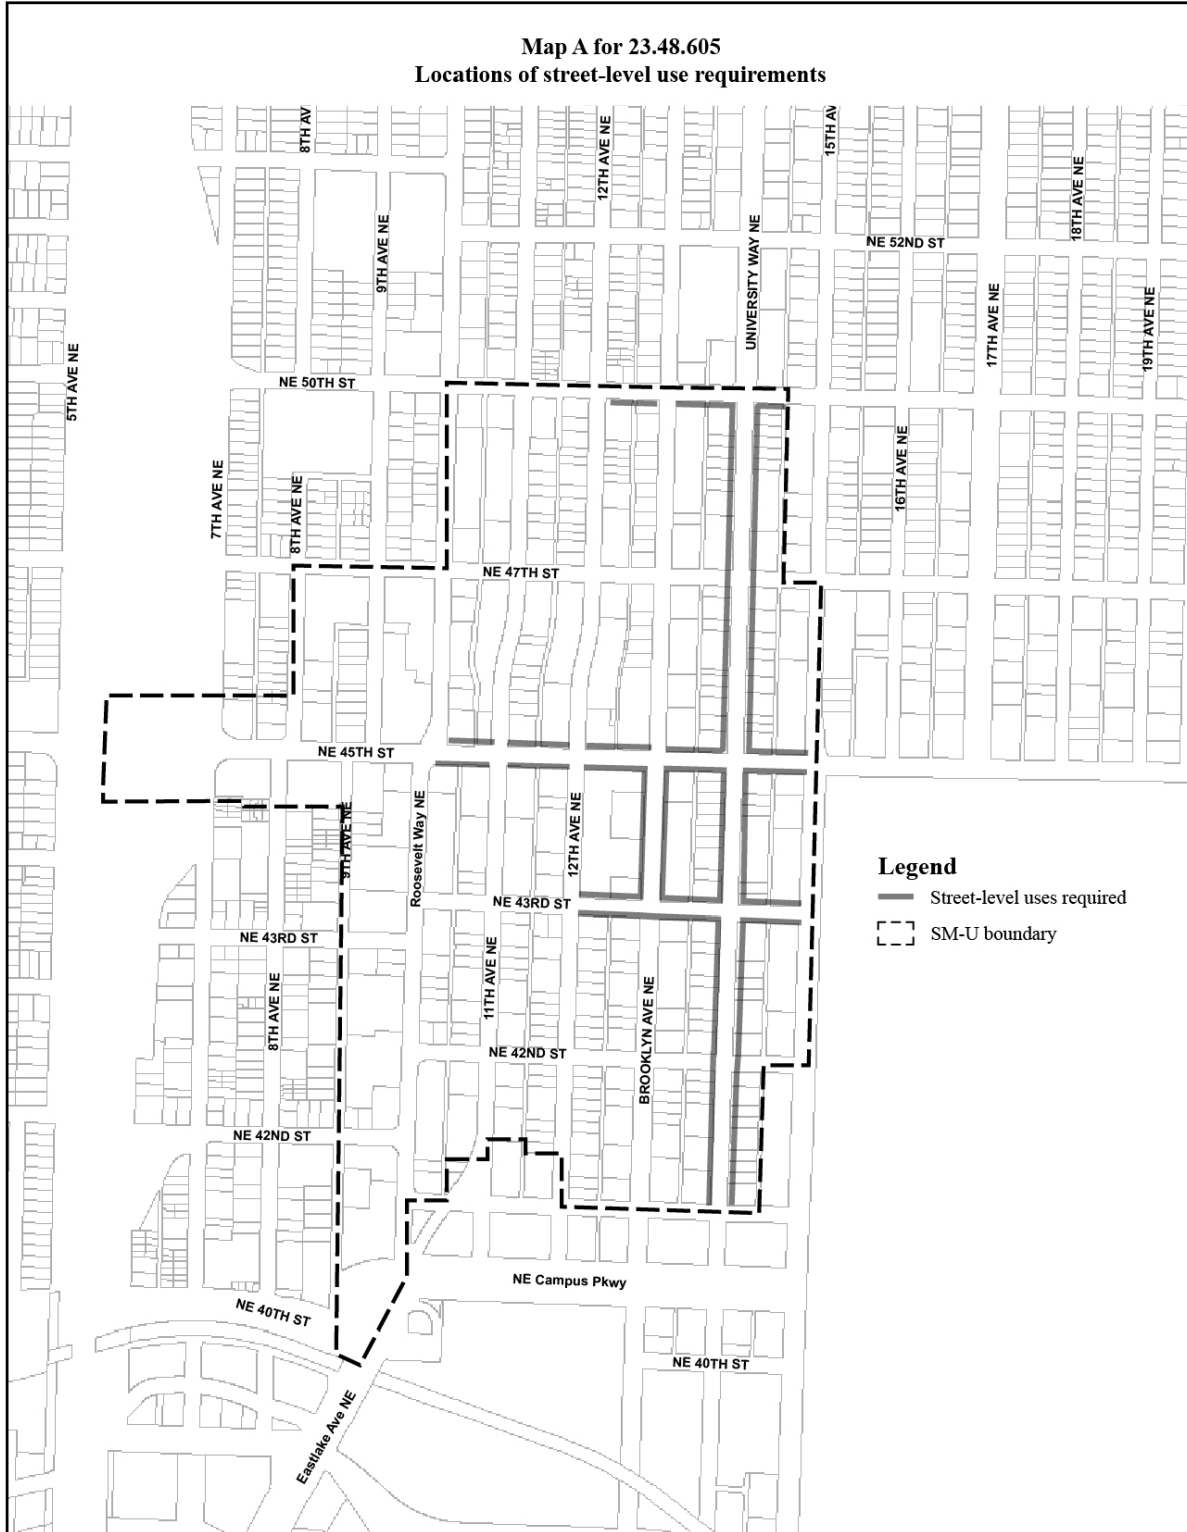 Map A for 23.48.605
Locations of street-level use requirements
8TH AV
12TH AVE NE
15TH AV
18TH AVE NE
9TH AVE NE
UNIVERSITY WAY NE
NE 52ND ST
17TH AVE NE
19TH AVE NE
5TH AVE NE
NE 50TH ST
7TH AVE NE
8TH AVE NE
16TH AVE NE
NE 47TH ST
NE 45TH ST
9TH AVE NE
Roosevelt Way NE
12TH AVE NE
Legend
Street-level uses required
SM-U boundary
NE 43RD ST
NE 43RD ST
8TH AVE NE
11TH AVE NE
BROOKLYN AVE NE
NE 42ND ST
NE 42ND ST
NE Campus Pkwy
NE 40TH ST
NE 40TH ST
Eastlake Ave NE